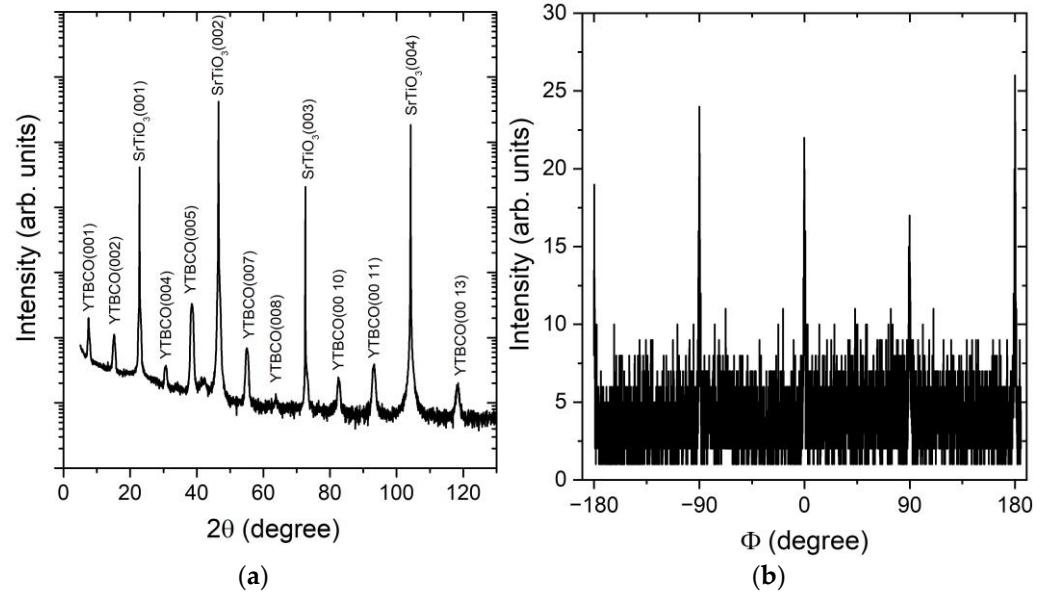 Intensity (arb. units)
YTBCO(001)
YTBCO(002)
SrTiO3(001)
YTBCO(004)
YTBCO(005)
SrTiO3(002)
YTBCO(007)
YTBCO(008)
SrTiO3(003)
YTBCO(00 10)
YTBCO(00 11)
SrTiO3(004)
YTBCO(00 13)
0 20 40 60 80 100 120
2θ (degree)
(a)
Intensity (arb. units)
30
25
20
15
10
5
0
−180 −90 0 90 180
Φ (degree)
(b)